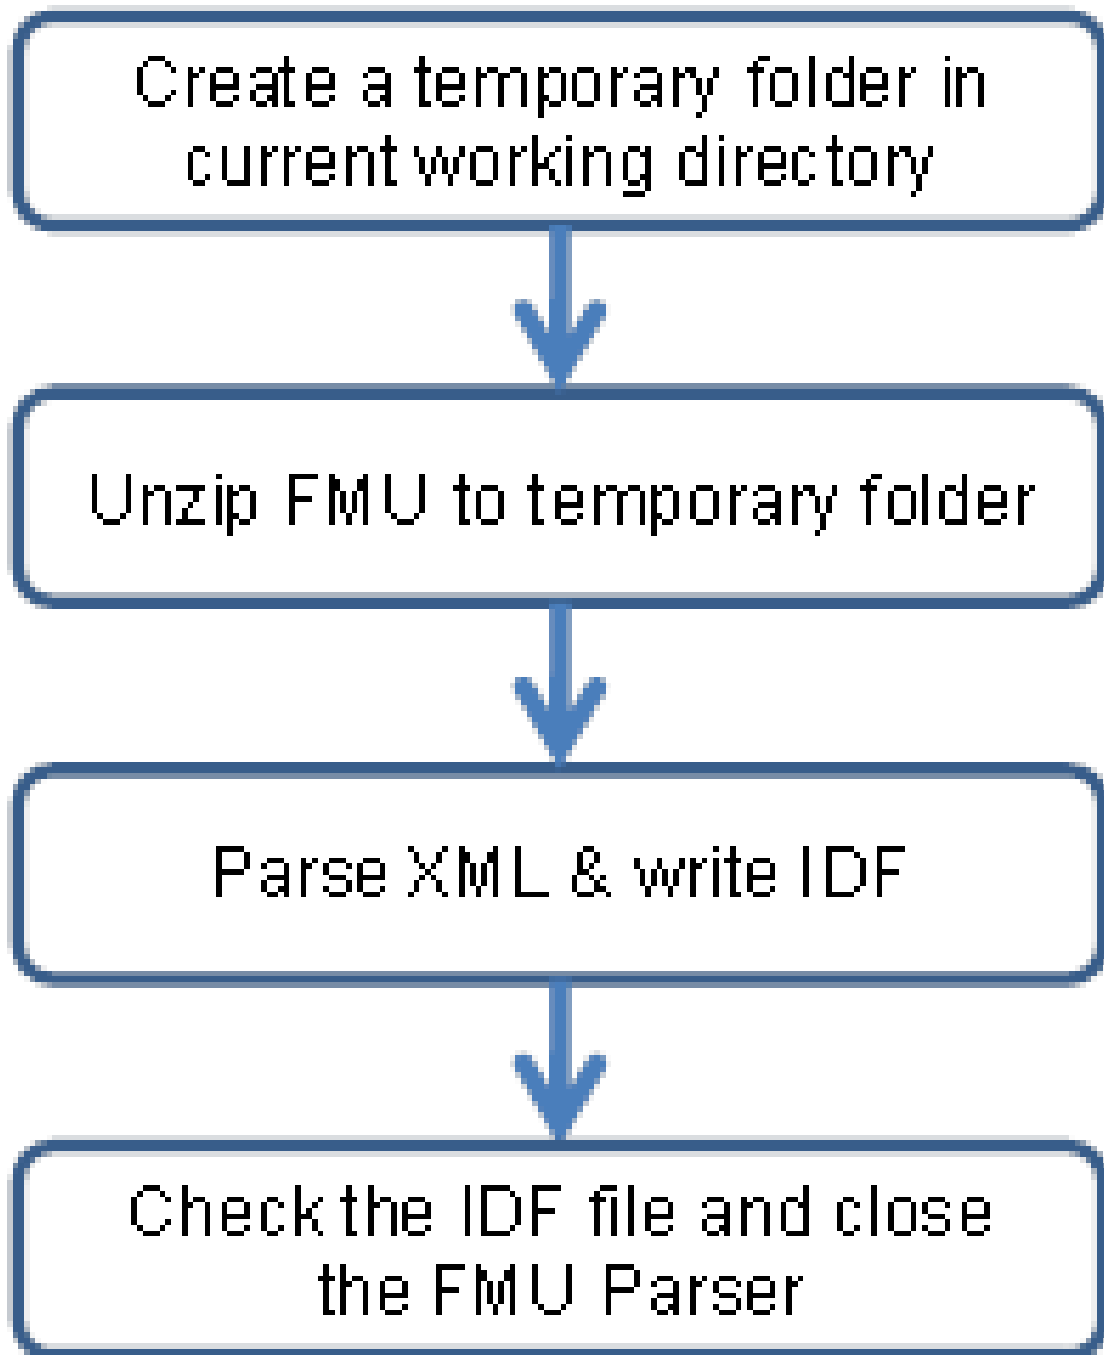 Create a temporary folder in
current working directory
Unzip FMU to temporary folder
Parse XML & write IDF
Check the IDF file and close
the FMU Parser